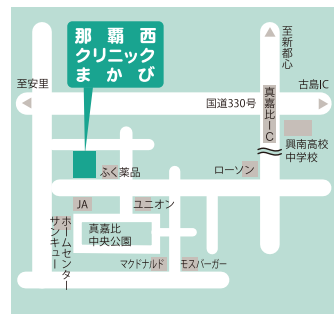 那覇西
クリニック
まかび
至新都心
至安里
古島IC
国道330号
真嘉比IC
興南高校
中学校
ふく薬品
ローソン
JA
ユニオン
ホームセンター
サンキュー
真嘉比
中央公園
マクドナルド
モスバーガー